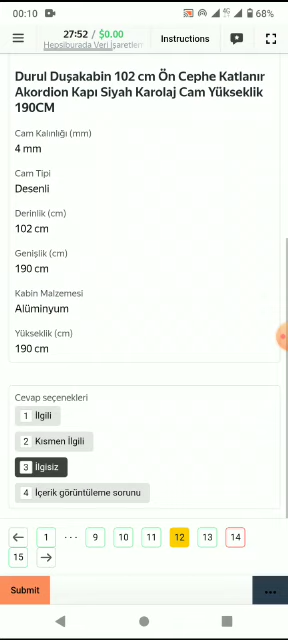 00:10 4G 68%
27:52 / $0.00
Hepsiburada Veri İşaretlem
Instructions
Durul Duşakabin 102 cm Ön Cephe Katlanır
Akordion Kapı Siyah Karolaj Cam Yükseklik
190CM
Cam Kalınlığı (mm)
4 mm
Cam Tipi
Desenli
Derinlik (cm)
102 cm
Genişlik (cm)
190 cm
Kabin Malzemesi
Alüminyum
Yükseklik (cm)
190 cm
Cevap seçenekleri
1 İlgili
2 Kısmen İlgili
3 İlgisiz
4 İçerik görüntüleme sorunu
1 ... 9 10 11 12 13 14
15
Submit
...